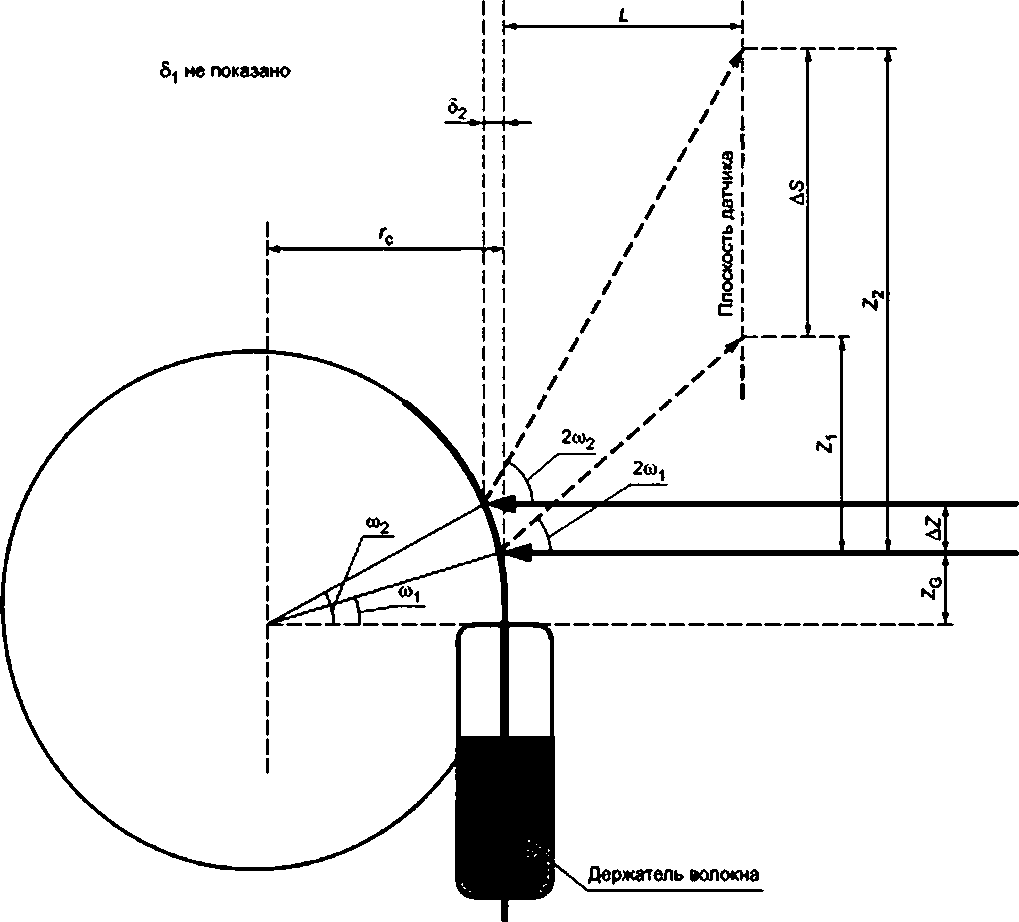 L
δ1 не показано
δ2
Плоскость датчика
ΔS
rc
Z2
Z1
2ω2
2ω1
ω2
ΔZ
ω1
ZG
Держатель волокна